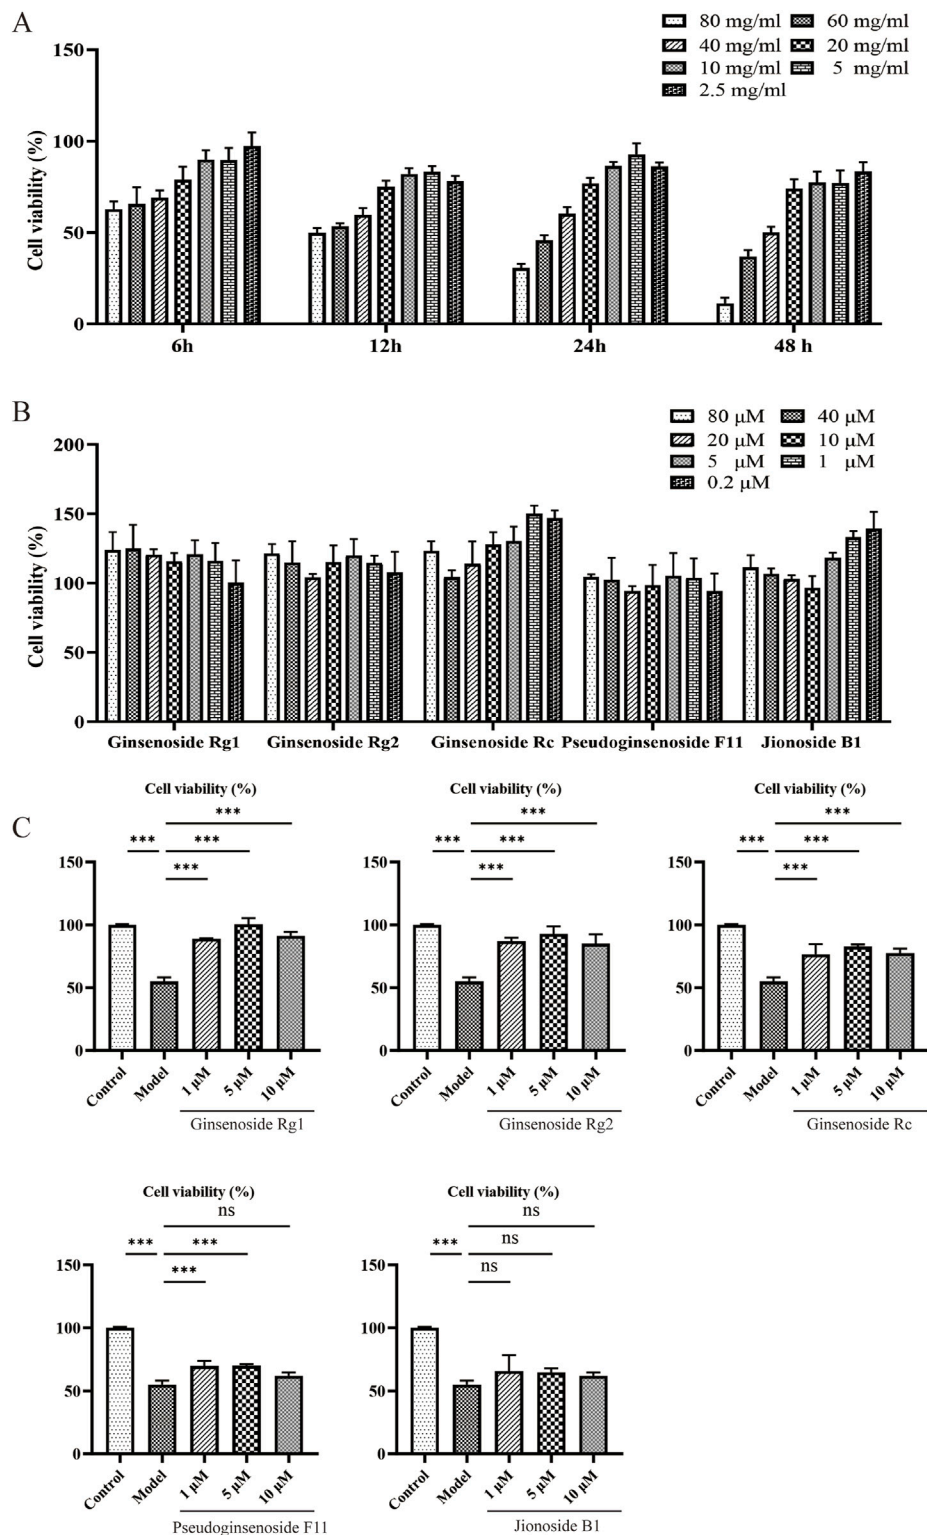 A
80 mg/ml 60 mg/ml
40 mg/ml 20 mg/ml
10 mg/ml 5 mg/ml
2.5 mg/ml
Cell viability (%)
150
100
50
0
6h 12h 24h 48 h
B
80 μM 40 μM
20 μM 10 μM
5 μM 1 μM
0.2 μM
Cell viability (%)
200
150
100
50
0
Ginsenoside Rg1 Ginsenoside Rg2 Ginsenoside Rc Pseudoginsenoside F11 Jionoside B1
C
Cell viability (%)
***
*** ***
***
150
100
50
0
Control Model 1 μM 5 μM 10 μM
Ginsenoside Rg1
Cell viability (%)
***
*** ***
***
150
100
50
0
Control Model 1 μM 5 μM 10 μM
Ginsenoside Rg2
Cell viability (%)
***
*** ***
***
150
100
50
0
Control Model 1 μM 5 μM 10 μM
Ginsenoside Rc
Cell viability (%)
ns
*** ***
***
150
100
50
0
Control Model 1 μM 5 μM 10 μM
Pseudoginsenoside F11
Cell viability (%)
ns
*** ns
ns
150
100
50
0
Control Model 1 μM 5 μM 10 μM
Jionoside B1